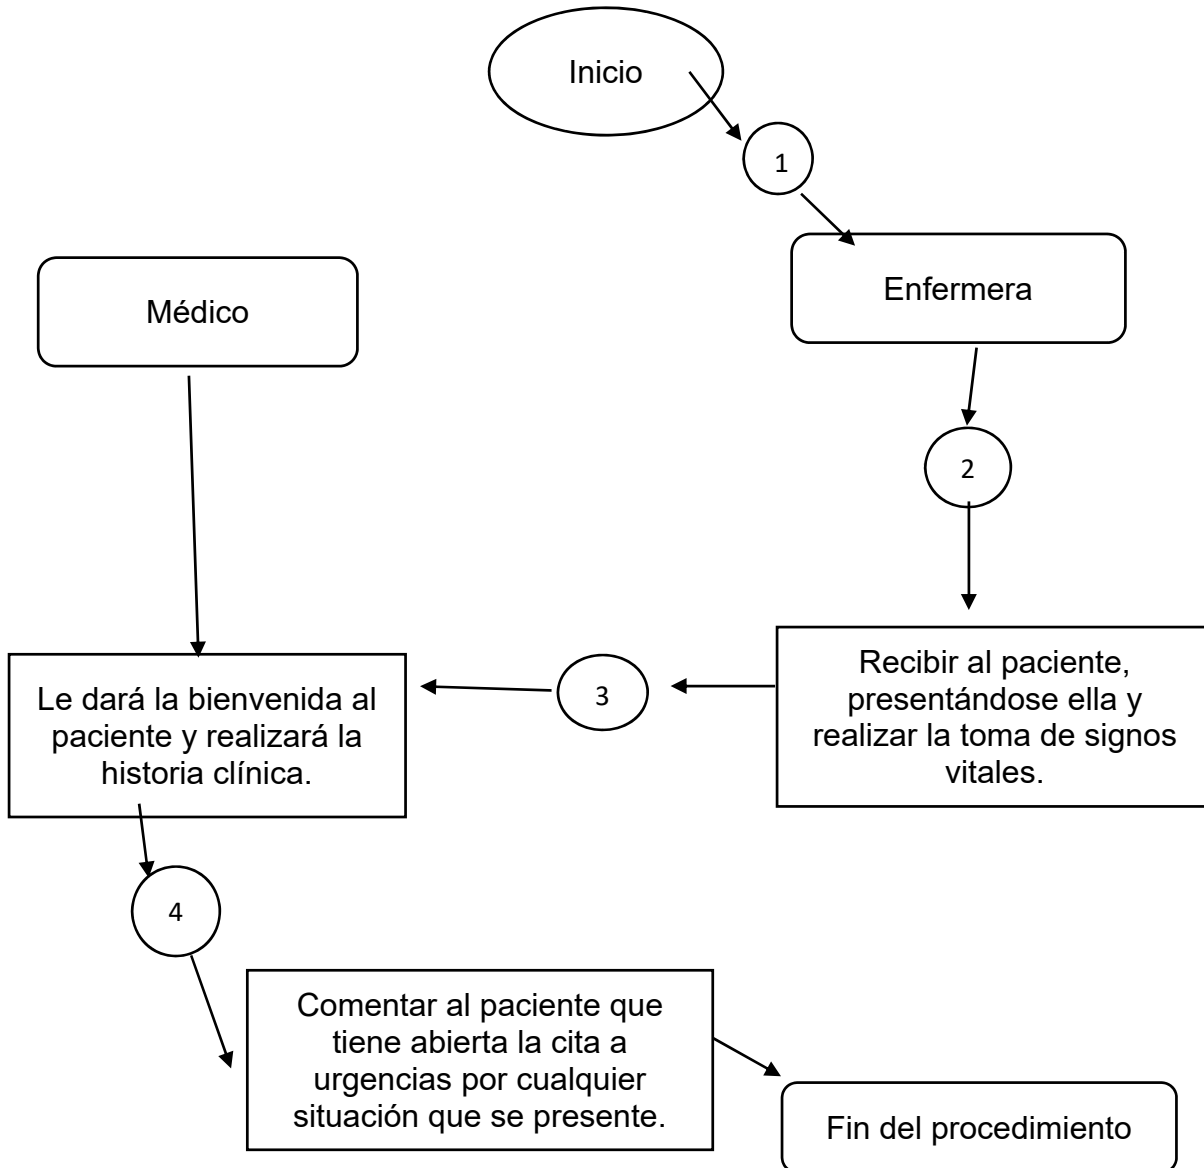 Inicio
1
Enfermera
Médico
2
Recibir al paciente,
presentándose ella y
realizar la toma de signos
vitales.
3
Le dará la bienvenida al
paciente y realizará la
historia clínica.
4
Comentar al paciente que
tiene abierta la cita a
urgencias por cualquier
situación que se presente.
Fin del procedimiento